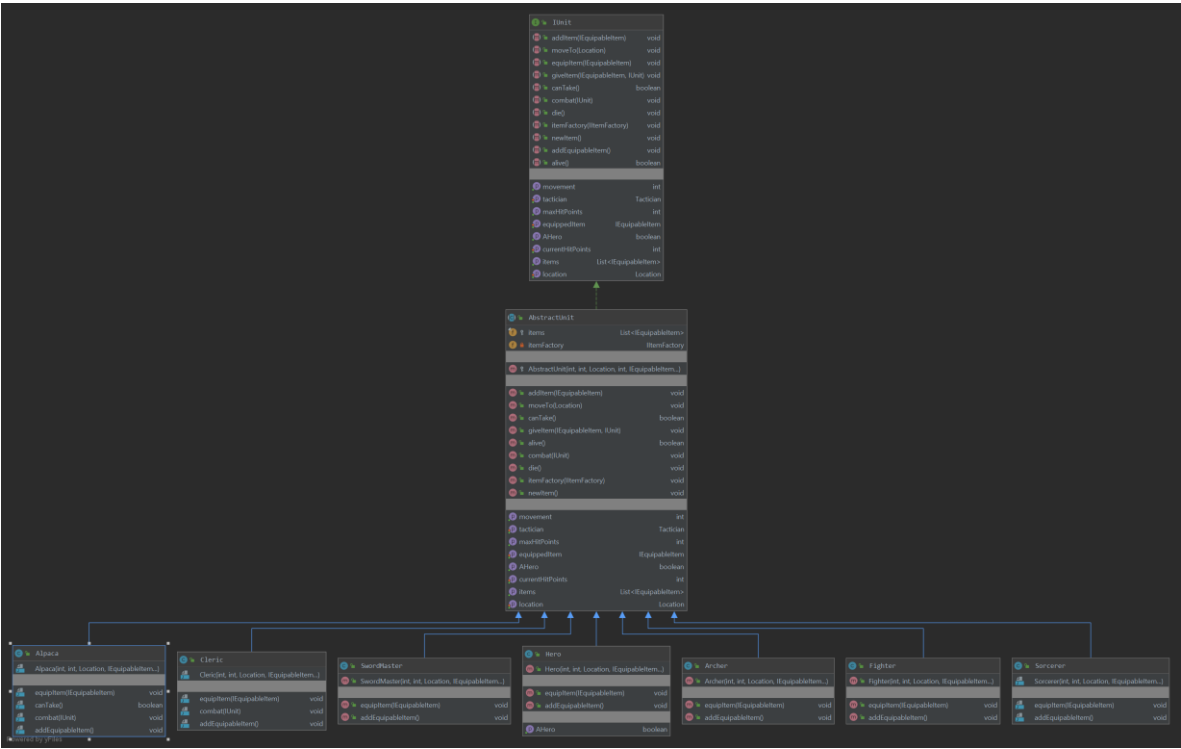 IUnit
addItem(IEquipableItem) void
moveTo(Location) void
equipItem(IEquipableItem) void
giveItem(IEquipableItem, IUnit) void
canTake() boolean
combat(IUnit) void
die() void
itemFactory(IItemFactory) void
newItem() void
addEquipableItem() void
alive() boolean
movement int
tactician Tactician
maxHitPoints int
equippedItem IEquipableItem
AHero boolean
currentHitPoints int
items List<IEquipableItem>
location Location
AbstractUnit
items List<IEquipableItem>
itemFactory IItemFactory
AbstractUnit(int, int, Location, int, IEquipableItem...)
addItem(IEquipableItem) void
moveTo(Location) void
canTake() boolean
giveItem(IEquipableItem, IUnit) void
alive() boolean
combat(IUnit) void
die() void
itemFactory(IItemFactory) void
newItem() void
movement int
tactician Tactician
maxHitPoints int
equippedItem IEquipableItem
AHero boolean
currentHitPoints int
items List<IEquipableItem>
location Location
Alpaca
Alpaca(int, int, Location, IEquipableItem...)
equipItem(IEquipableItem) void
canTake() boolean
combat(IUnit) void
addEquipableItem() void
Powered by yFiles
Cleric
Cleric(int, int, Location, IEquipableItem...)
equipItem(IEquipableItem) void
combat(IUnit) void
addEquipableItem() void
SwordMaster
SwordMaster(int, int, Location, IEquipableItem...)
equipItem(IEquipableItem) void
addEquipableItem() void
Hero
Hero(int, int, Location, IEquipableItem...)
equipItem(IEquipableItem) void
addEquipableItem() void
AHero boolean
Archer
Archer(int, int, Location, IEquipableItem...)
equipItem(IEquipableItem) void
addEquipableItem() void
Fighter
Fighter(int, int, Location, IEquipableItem...)
equipItem(IEquipableItem) void
addEquipableItem() void
Sorcerer
Sorcerer(int, int, Location, IEquipableItem...)
equipItem(IEquipableItem) void
addEquipableItem() void